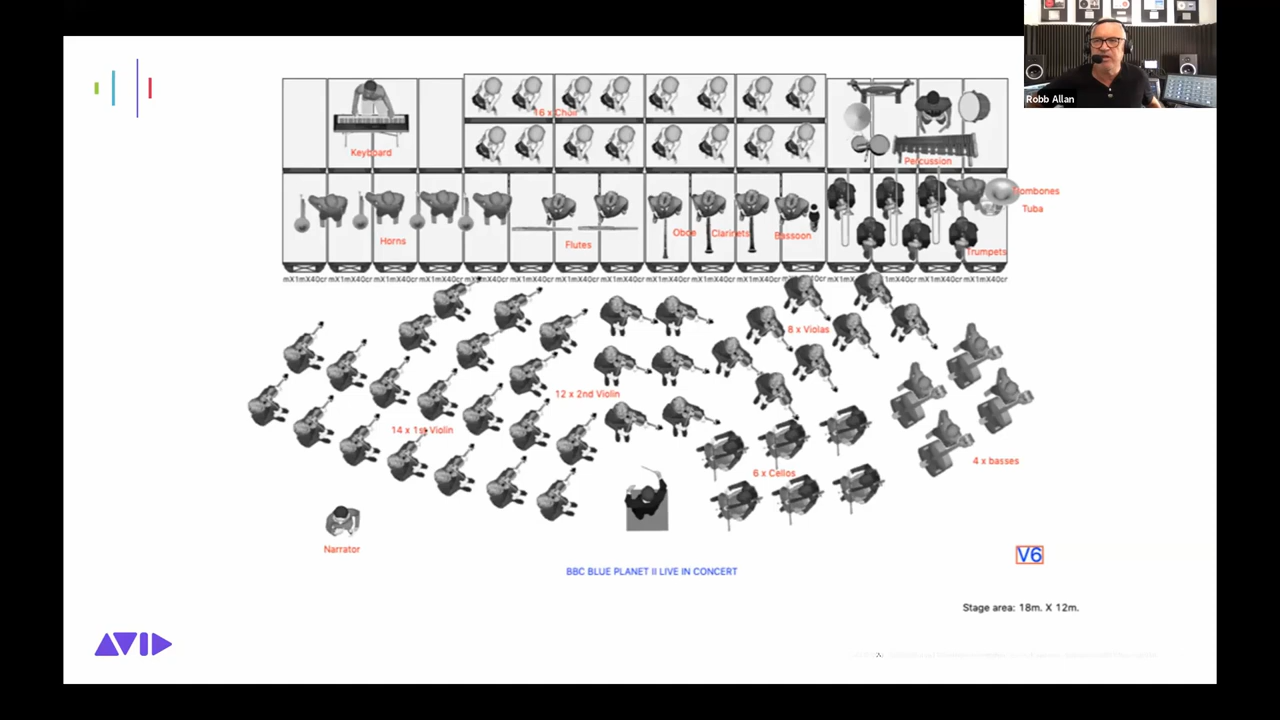 Robb Allan
16 x Choir
Keyboard
Percussion
Trombones
Tuba
Horns
Flutes
Oboe
Clarinets
Bassoon
Trumpets
8 x Violas
12 x 2nd Violin
14 x 1st Violin
6 x Cellos
4 x basses
Narrator
V6
BBC BLUE PLANET II LIVE IN CONCERT
Stage area: 18m. X 12m.
AVID